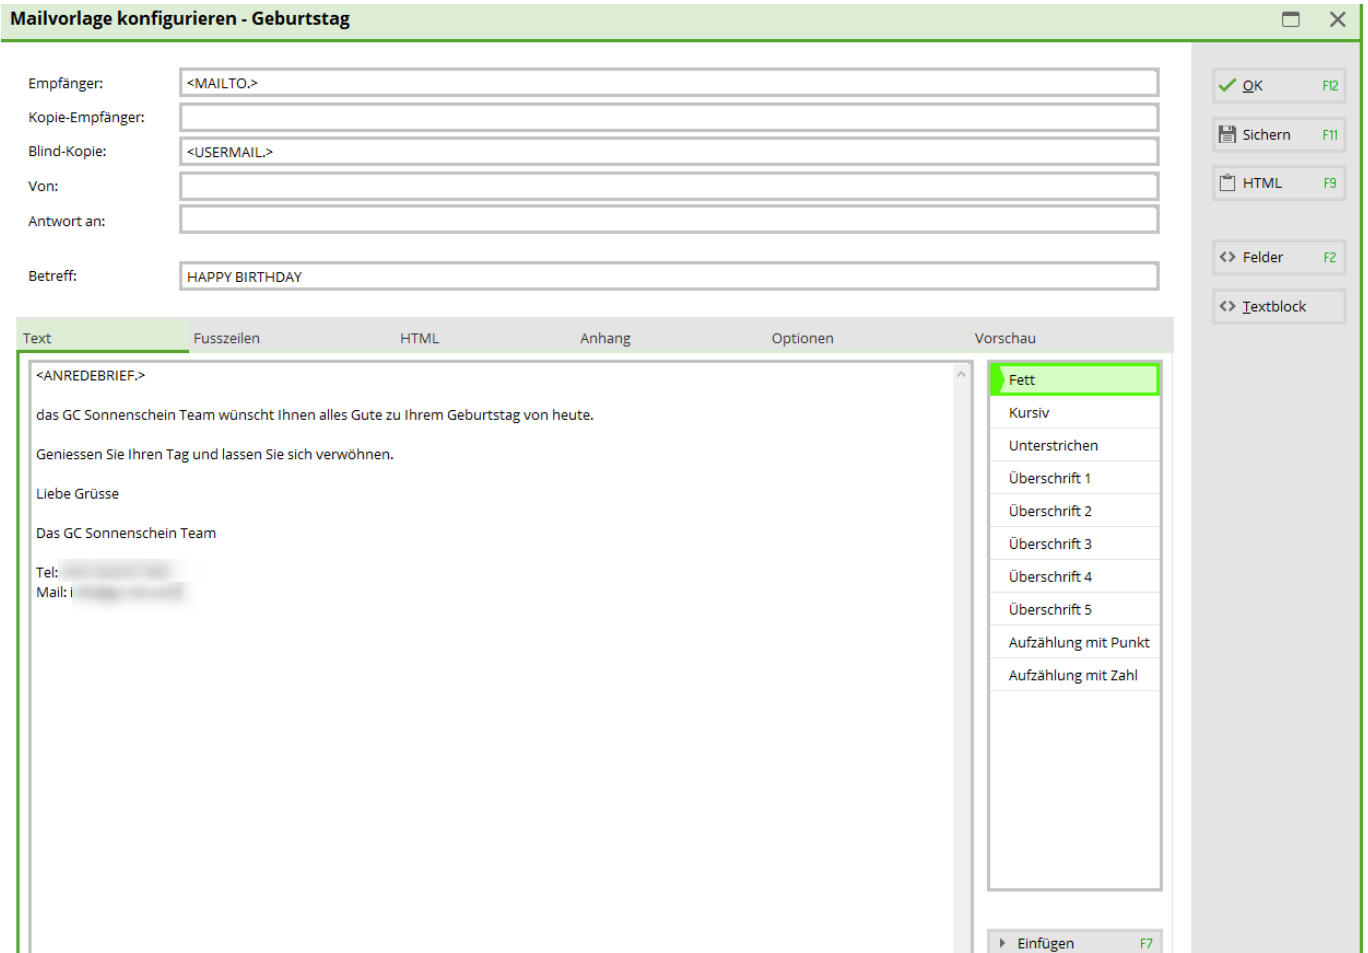 Mailvorlage konfigurieren - Geburtstag
Empfänger: <MAILTO.>
Kopie-Empfänger:
Blind-Kopie: <USERMAIL.>
Von:
Antwort an:
Betreff: HAPPY BIRTHDAY
OK F12
Sichern F11
HTML F9
Felder F2
Textblock
Text Fusszeilen HTML Anhang Optionen Vorschau
<ANREDEBRIEF.>
das GC Sonnenschein Team wünscht Ihnen alles Gute zu Ihrem Geburtstag von heute.
Geniessen Sie Ihren Tag und lassen Sie sich verwöhnen.
Liebe Grüsse
Das GC Sonnenschein Team
Tel:
Mail: i
Fett
Kursiv
Unterstrichen
Überschrift 1
Überschrift 2
Überschrift 3
Überschrift 4
Überschrift 5
Aufzählung mit Punkt
Aufzählung mit Zahl
Einfügen F7